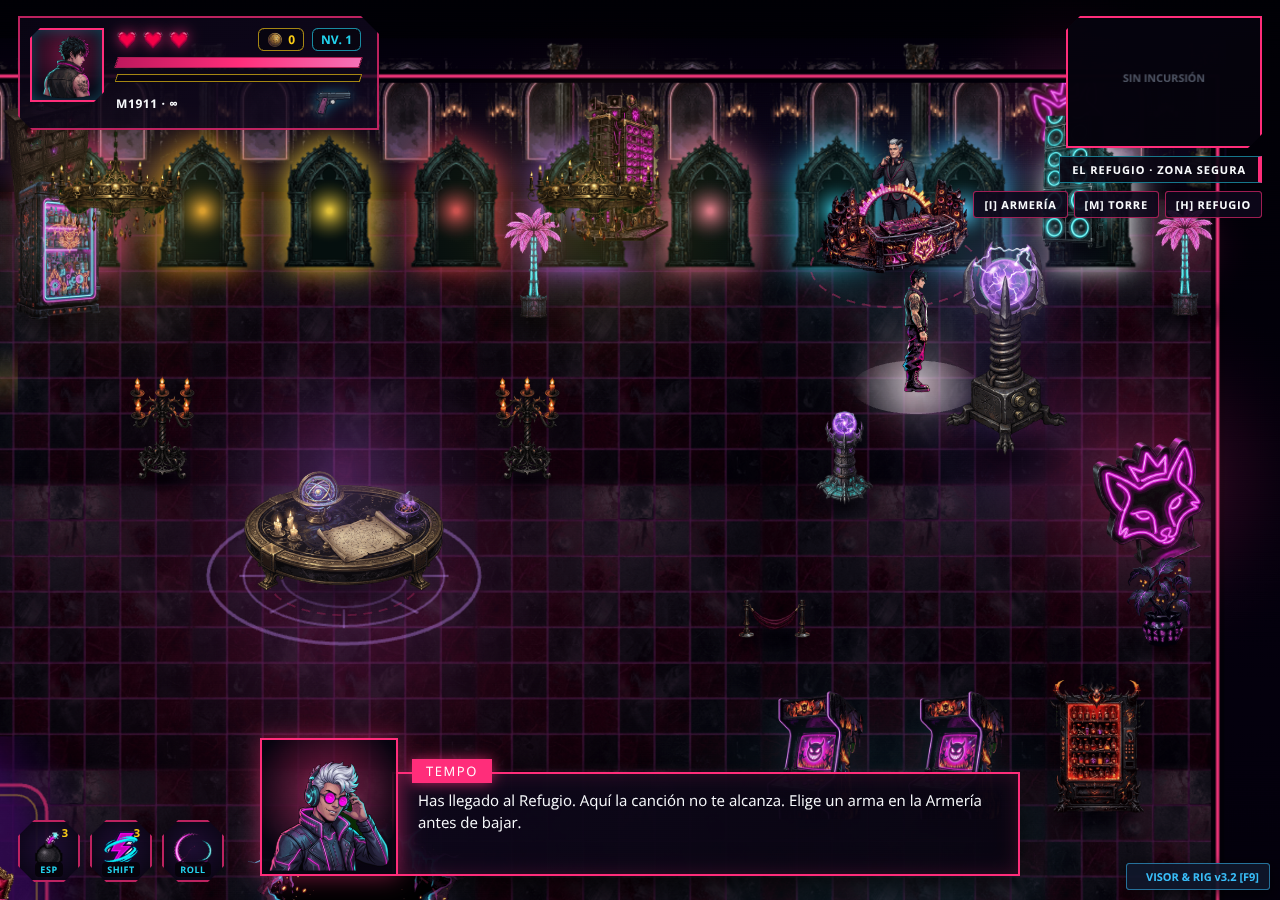 0
NV. 1
M1911 · ∞
SIN INCURSIÓN
EL REFUGIO · ZONA SEGURA
[I] ARMERÍA
[M] TORRE
[H] REFUGIO
TEMPO
Has llegado al Refugio. Aquí la canción no te alcanza. Elige un arma en la Armería
antes de bajar.
3
ESP
3
SHIFT
ROLL
VISOR & RIG v3.2 [F9]